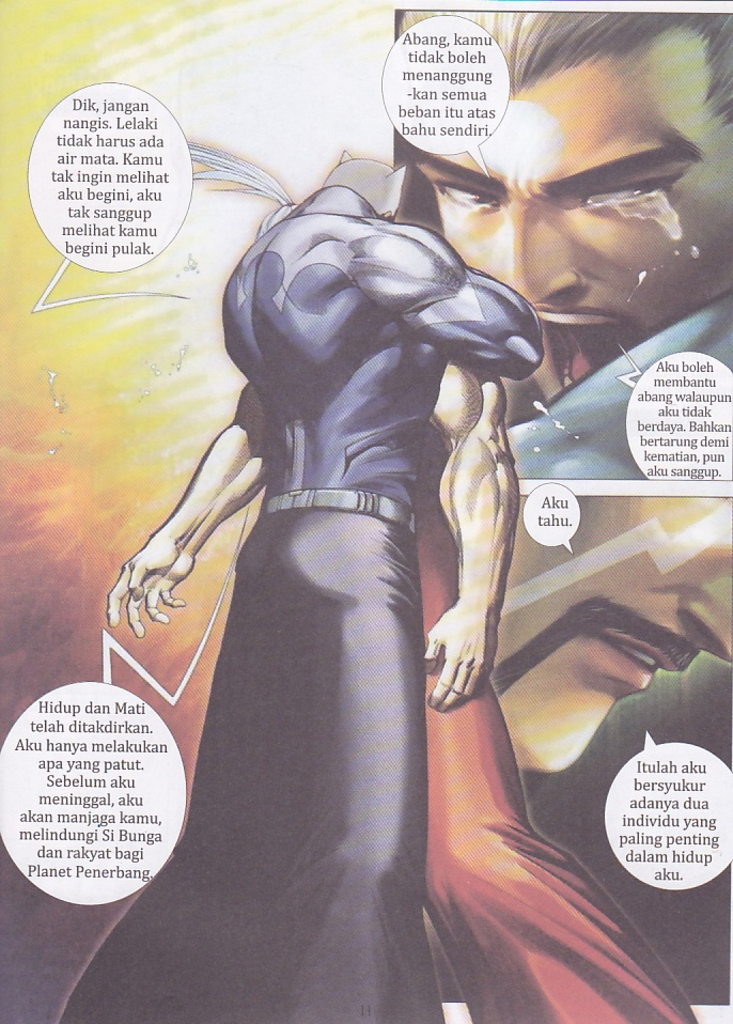 Abang, kamu
tidak boleh
menanggung
-kan semua
beban itu atas
bahu sendiri.
Dik, jangan
nangis. Lelaki
tidak harus ada
air mata. Kamu
tak ingin melihat
aku begini, aku
tak sanggup
melihat kamu
begini pulak.
Aku boleh
membantu
abang walaupun
aku tidak
berdaya. Bahkan
bertarung demi
kematian, pun
aku sanggup.
Aku
tahu.
Hidup dan Mati
telah ditakdirkan.
Aku hanya melakukan
apa yang patut.
Sebelum aku
meninggal, aku
akan manjaga kamu,
melindungi Si Bunga
dan rakyat bagi
Planet Penerbang.
Itulah aku
bersyukur
adanya dua
individu yang
paling penting
dalam hidup
aku.
11